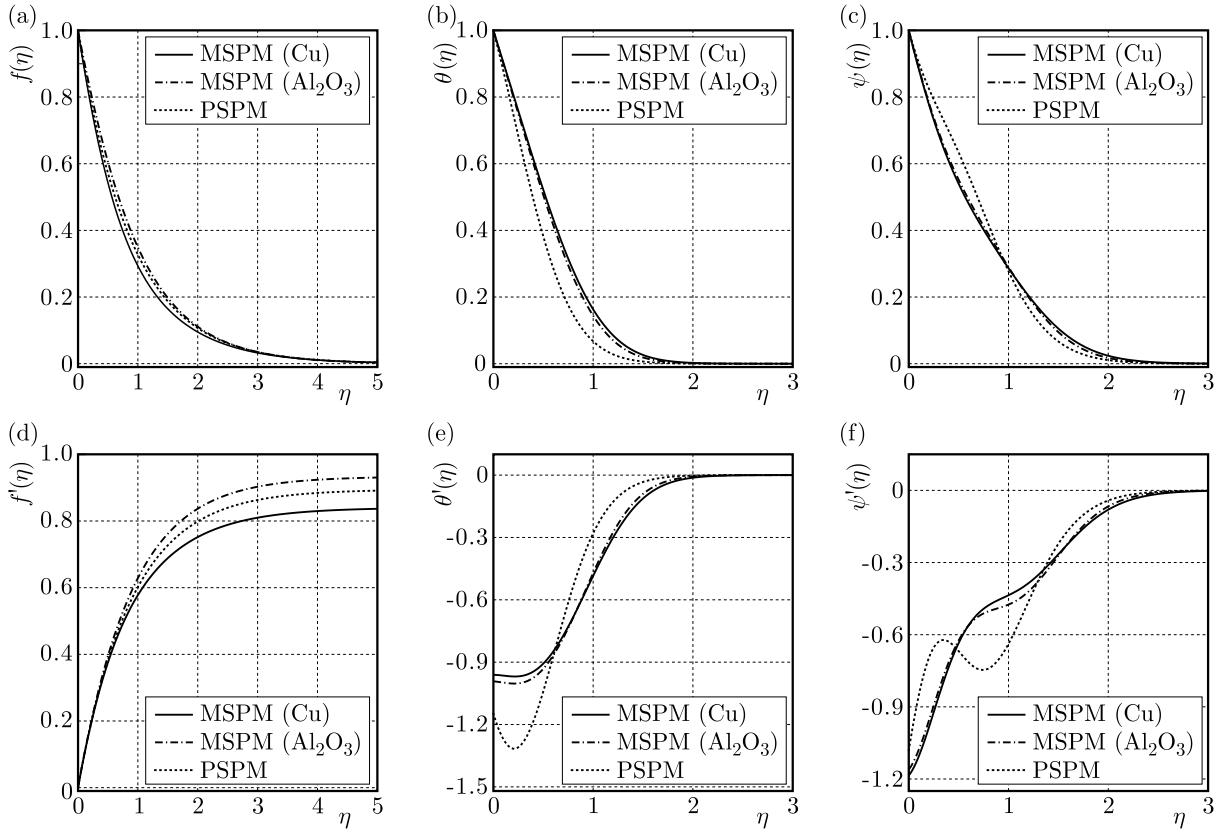 (a)
1.0
0.8
0.6
0.4
0.2
0
f(η)
MSPM (Cu)
MSPM (Al₂O₃)
PSPM
0 1 2 3 4 5
η
(b)
1.0
0.8
0.6
0.4
0.2
0
θ(η)
MSPM (Cu)
MSPM (Al₂O₃)
PSPM
0 1 2 3
η
(c)
1.0
0.8
0.6
0.4
0.2
0
ψ(η)
MSPM (Cu)
MSPM (Al₂O₃)
PSPM
0 1 2 3
η
(d)
1.0
0.8
0.6
0.4
0.2
0
f'(η)
MSPM (Cu)
MSPM (Al₂O₃)
PSPM
0 1 2 3 4 5
η
(e)
0
-0.3
-0.6
-0.9
-1.2
-1.5
θ'(η)
MSPM (Cu)
MSPM (Al₂O₃)
PSPM
0 1 2 3
η
(f)
0
-0.3
-0.6
-0.9
-1.2
ψ'(η)
MSPM (Cu)
MSPM (Al₂O₃)
PSPM
0 1 2 3
η